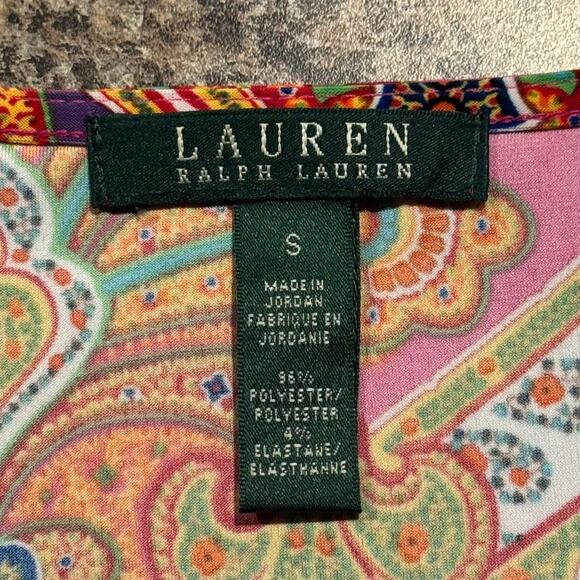 LAUREN
RALPH LAUREN
S
MADE IN
JORDAN
FABRIQUE EN
JORDANIE
96%
POLYESTER/
POLYESTER
4%
ELASTANE/
ELASTHANNE